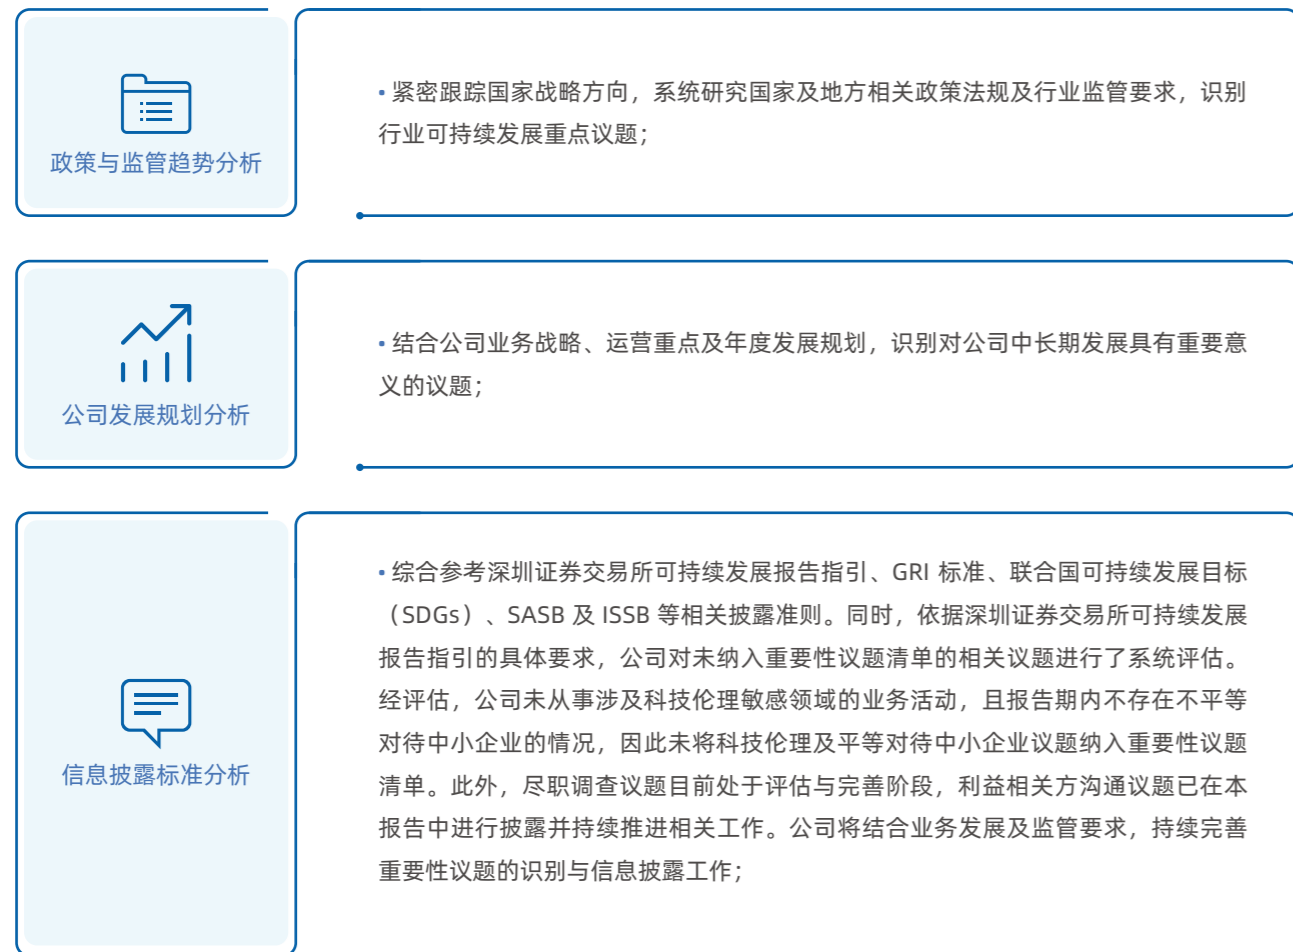 政策与监管趋势分析
• 紧密跟踪国家战略方向，系统研究国家及地方相关政策法规及行业监管要求，识别
行业可持续发展重点议题；
公司发展规划分析
• 结合公司业务战略、运营重点及年度发展规划，识别对公司中长期发展具有重要意
义的议题；
信息披露标准分析
• 综合参考深圳证券交易所可持续发展报告指引、GRI 标准、联合国可持续发展目标
（SDGs）、SASB 及 ISSB 等相关披露准则。同时，依据深圳证券交易所可持续发展
报告指引的具体要求，公司对未纳入重要性议题清单的相关议题进行了系统评估。
经评估，公司未从事涉及科技伦理敏感领域的业务活动，且报告期内不存在不平等
对待中小企业的情况，因此未将科技伦理及平等对待中小企业议题纳入重要性议题
清单。此外，尽职调查议题目前处于评估与完善阶段，利益相关方沟通议题已在本
报告中进行披露并持续推进相关工作。公司将结合业务发展及监管要求，持续完善
重要性议题的识别与信息披露工作；